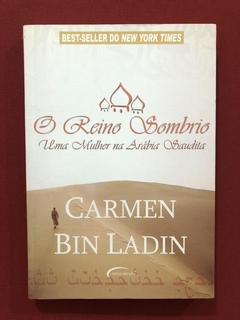 BEST-SELLER DO NEW YORK TIMES
O Reino Sombrio
Uma Mulher na Arábia Saudita
CARMEN
BIN LADIN